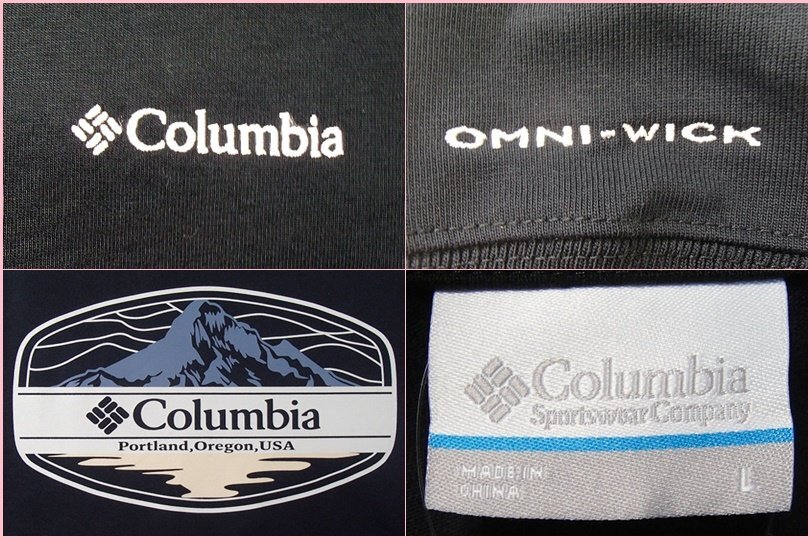 Columbia
OMNI-WICK
Columbia
Portland,Oregon,USA
Columbia
Sportswear Company
MADE IN
CHINA
L